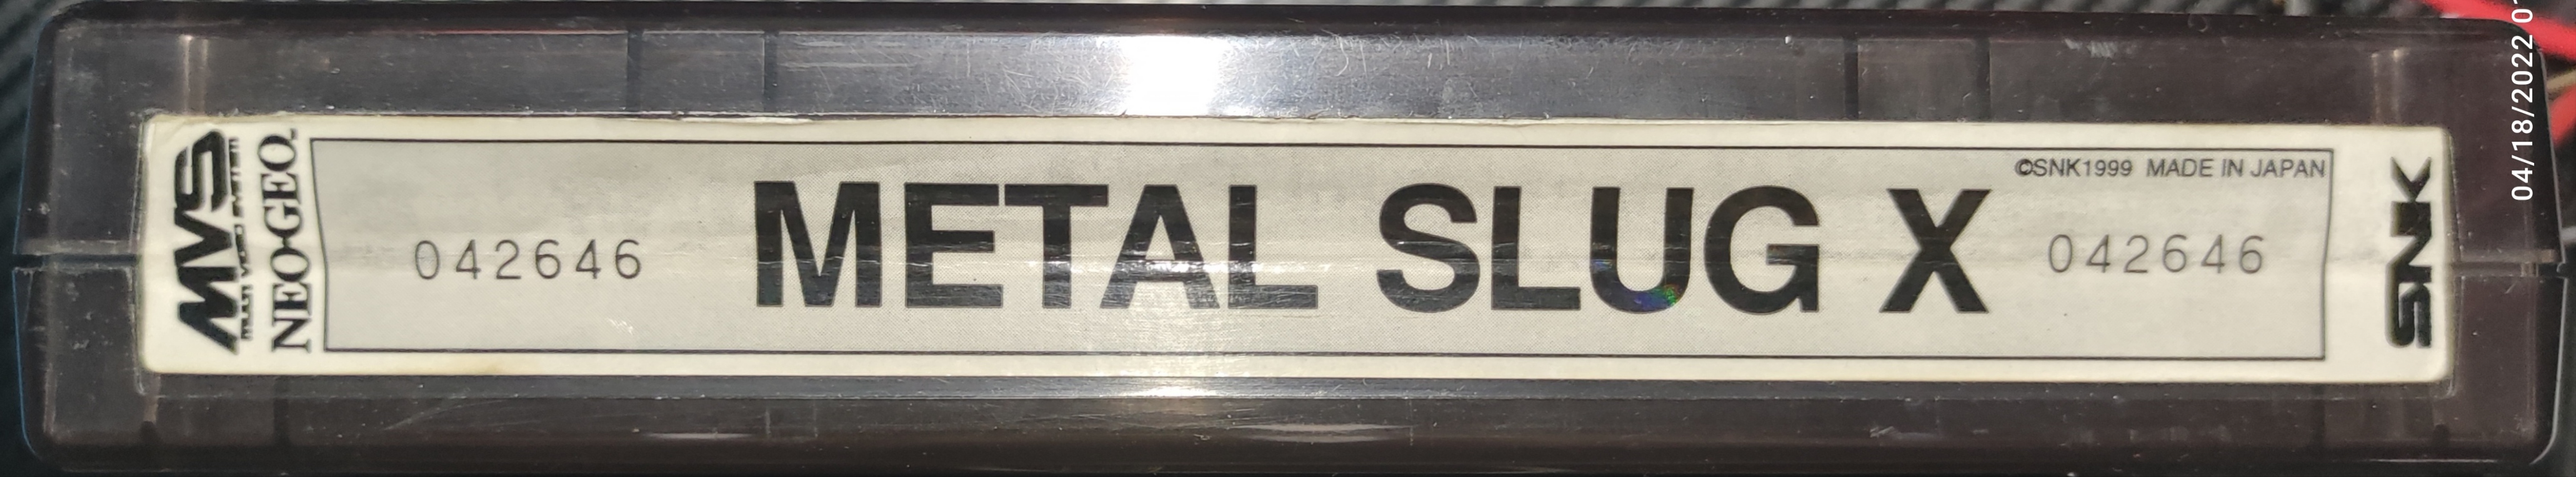 MVS
MULTI VIDEO SYSTEM
NEO·GEO
042646
METAL SLUG X
©SNK1999 MADE IN JAPAN
042646
SNK
04/18/2022